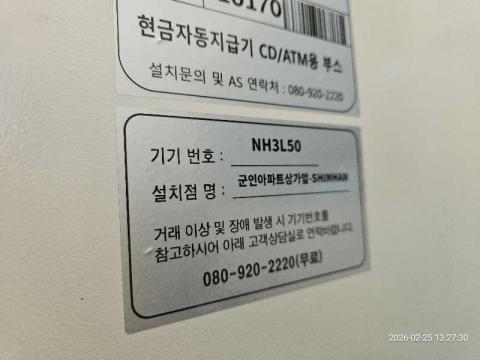 10170
현금자동지급기 CD/ATM용 부스
설치문의 및 AS 연락처 : 080-920-2220
기기 번호 : NH3L50
설치점 명 : 군인아파트상가앞-SHINHAN
거래 이상 및 장애 발생 시 기기번호를
참고하시어 아래 고객상담실로 연락바랍니다.
080-920-2220(무료)
2026-02-25 13:27:30